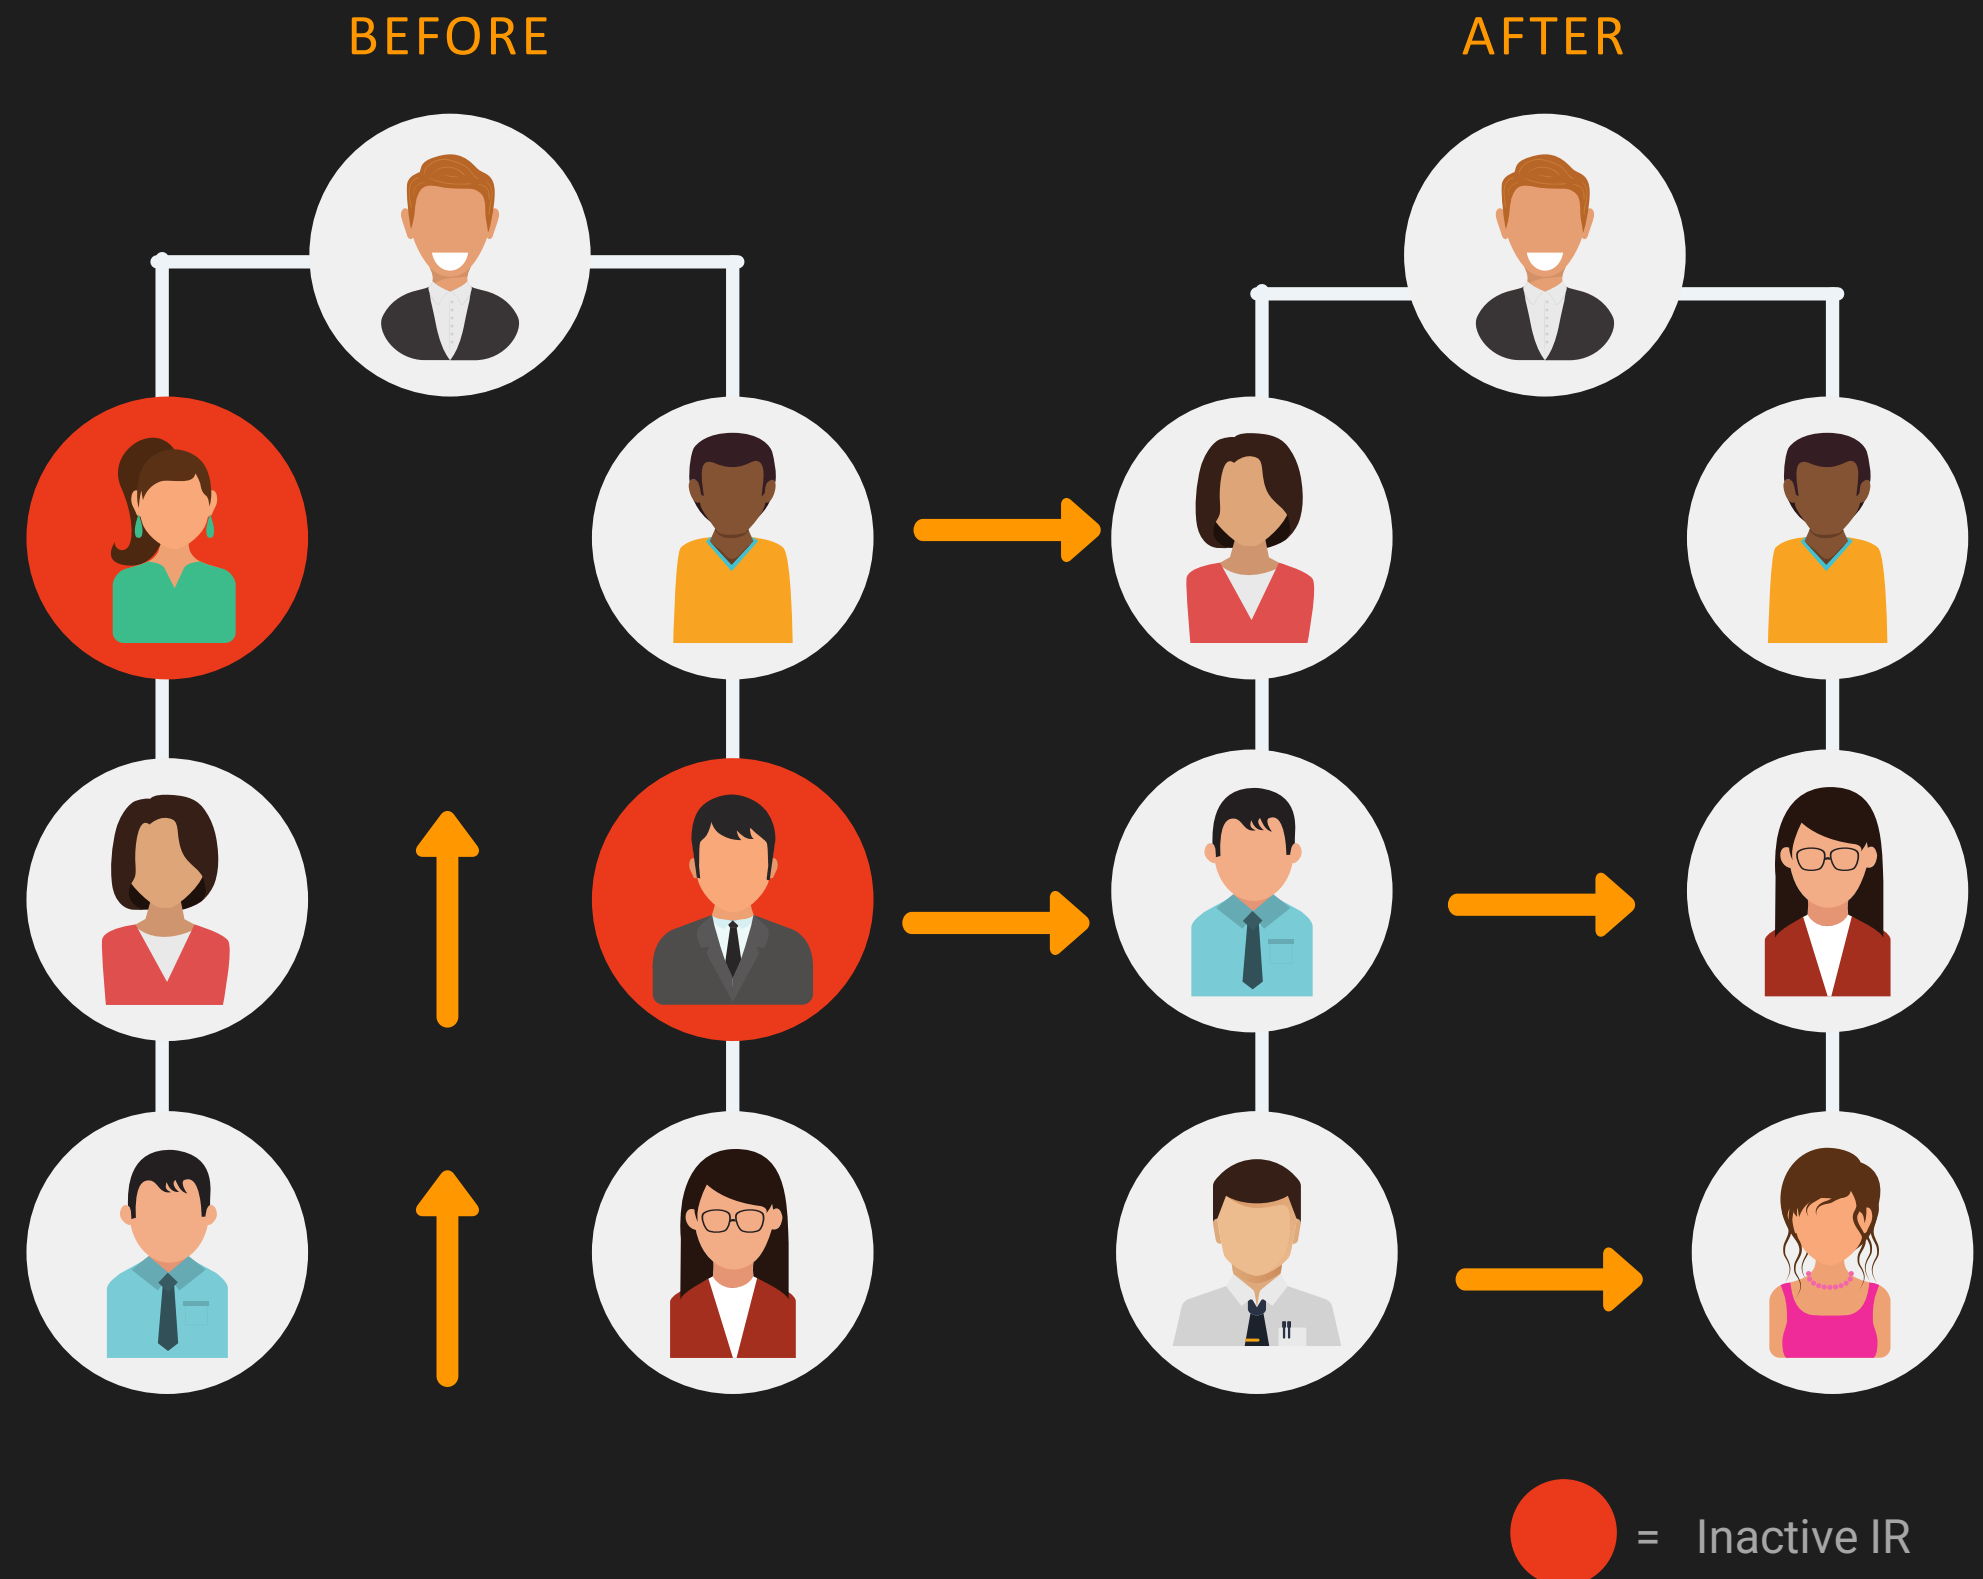 BEFORE
AFTER
= Inactive IR